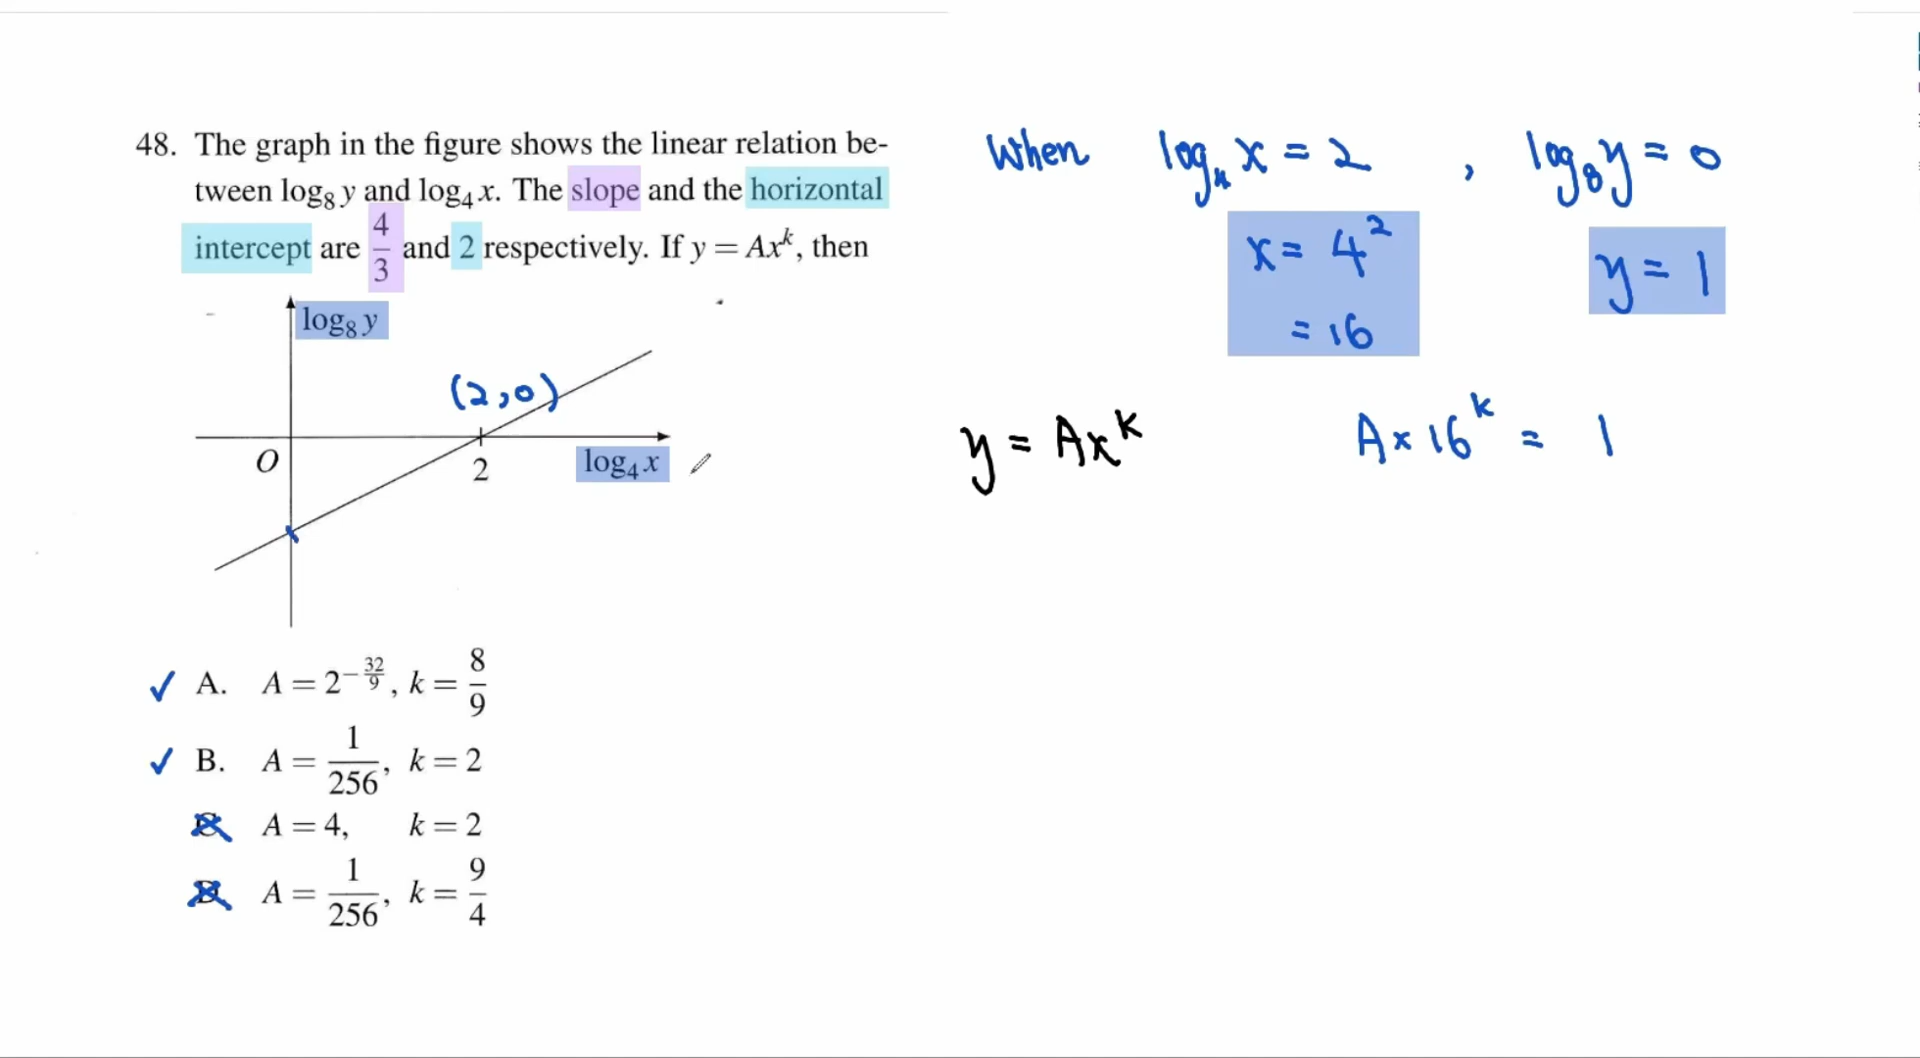 48. The graph in the figure shows the linear relation be-
tween log₈ y and log₄ x. The slope and the horizontal
intercept are 4/3 and 2 respectively. If y = Axᵏ, then
log₈ y
(2,0)
O
2
log₄ x
A. A = 2^(−32/9), k = 8/9
B. A = 1/256, k = 2
C. A = 4, k = 2
D. A = 1/256, k = 9/4
When log₄ x = 2 , log₈ y = 0
x = 4² y = 1
= 16
y = Axᵏ A × 16ᵏ = 1